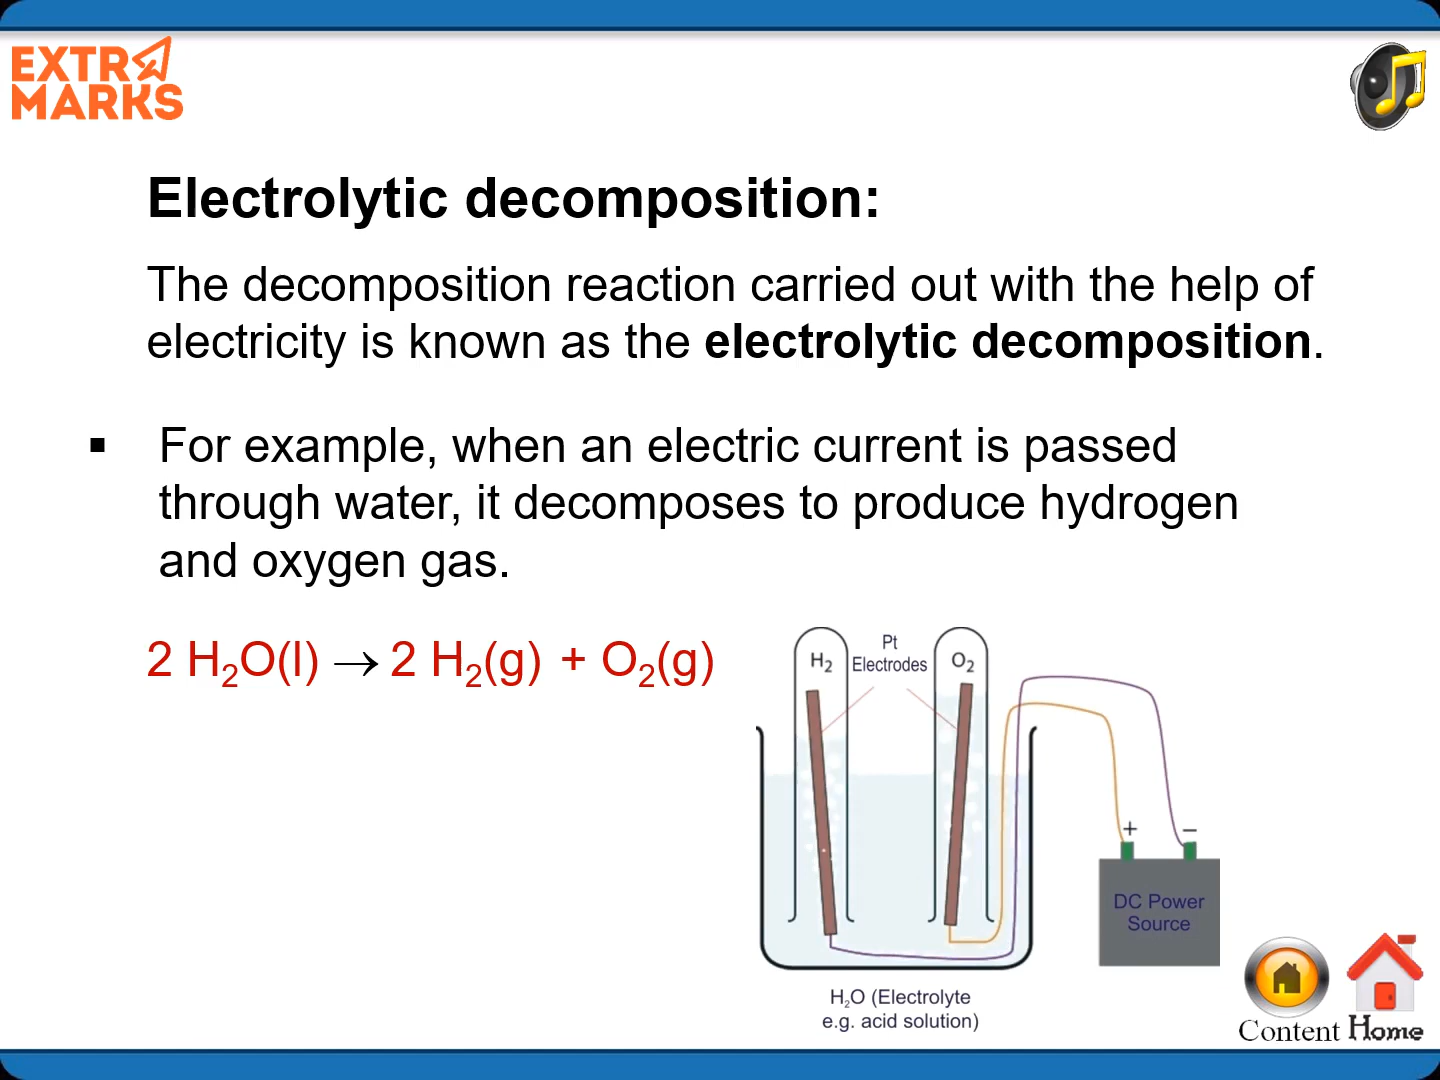 EXTRA
MARKS
Electrolytic decomposition:
The decomposition reaction carried out with the help of
electricity is known as the electrolytic decomposition.
▪ For example, when an electric current is passed
through water, it decomposes to produce hydrogen
and oxygen gas.
2 H₂O(l) → 2 H₂(g) + O₂(g)
H₂
Pt
Electrodes
O₂
+ −
DC Power
Source
H₂O (Electrolyte
e.g. acid solution)
Content Home